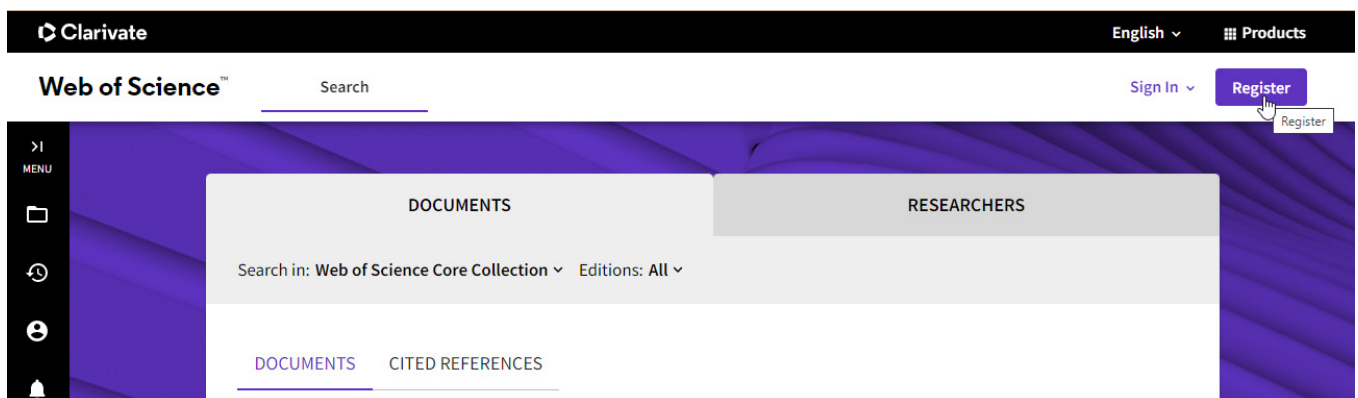 Clarivate
English
Products
Web of Science™
Search
Sign In
Register
Register
MENU
DOCUMENTS
RESEARCHERS
Search in: Web of Science Core Collection Editions: All
DOCUMENTS CITED REFERENCES